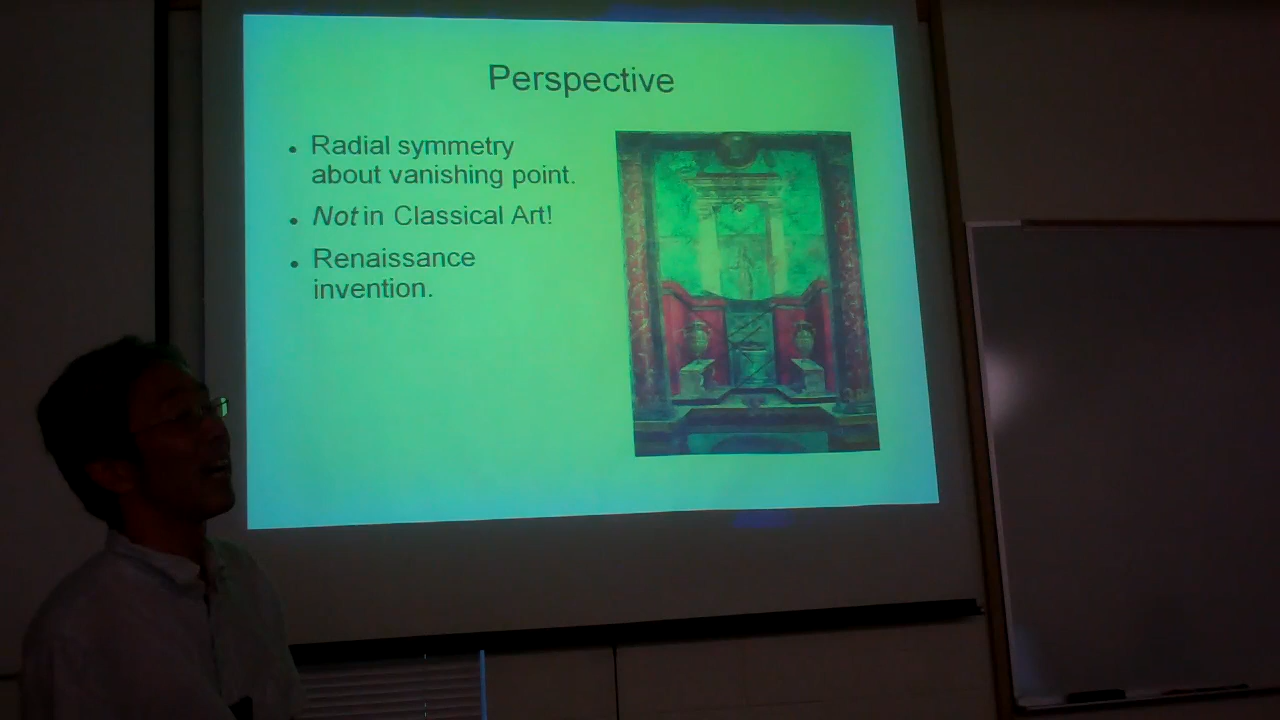 Perspective
• Radial symmetry
about vanishing point.
• Not in Classical Art!
• Renaissance
invention.